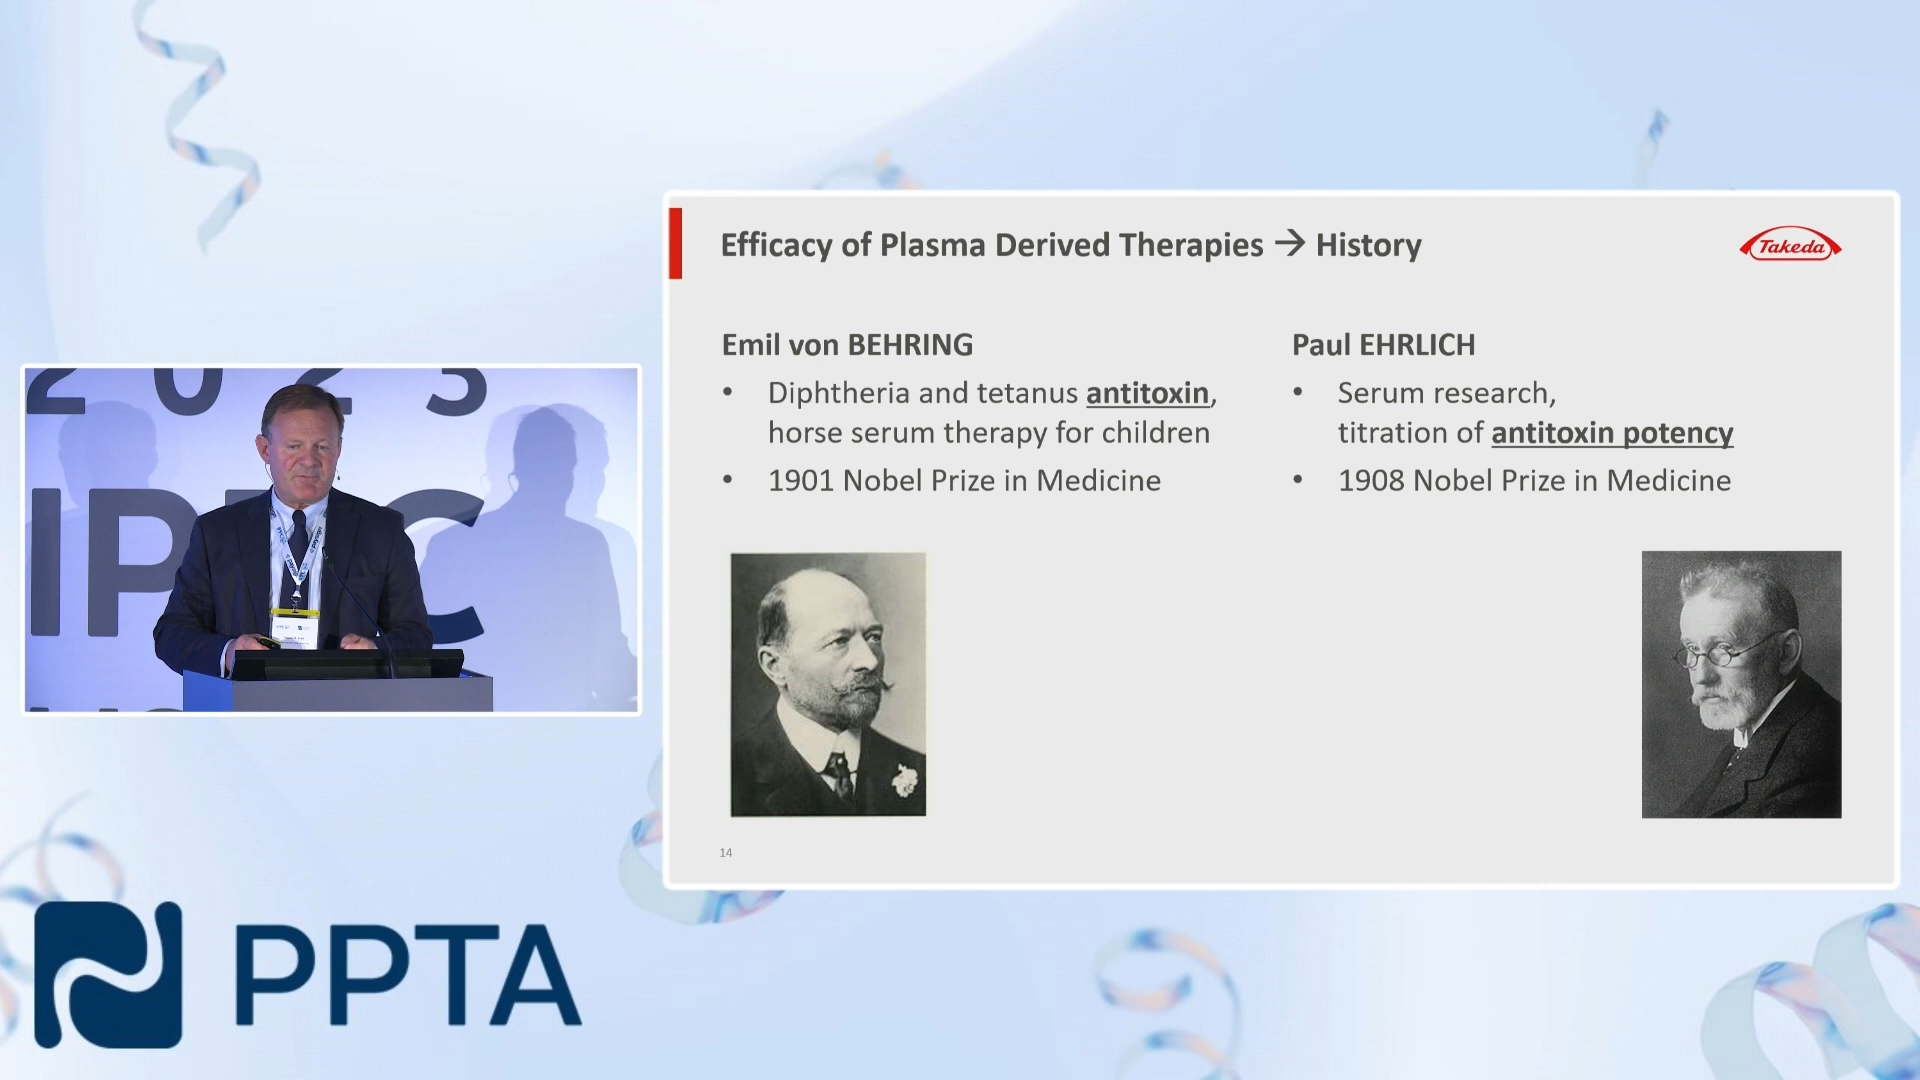 Efficacy of Plasma Derived Therapies → History
Takeda
Emil von BEHRING
• Diphtheria and tetanus antitoxin,
horse serum therapy for children
• 1901 Nobel Prize in Medicine
Paul EHRLICH
• Serum research,
titration of antitoxin potency
• 1908 Nobel Prize in Medicine
14
2023
PPTA